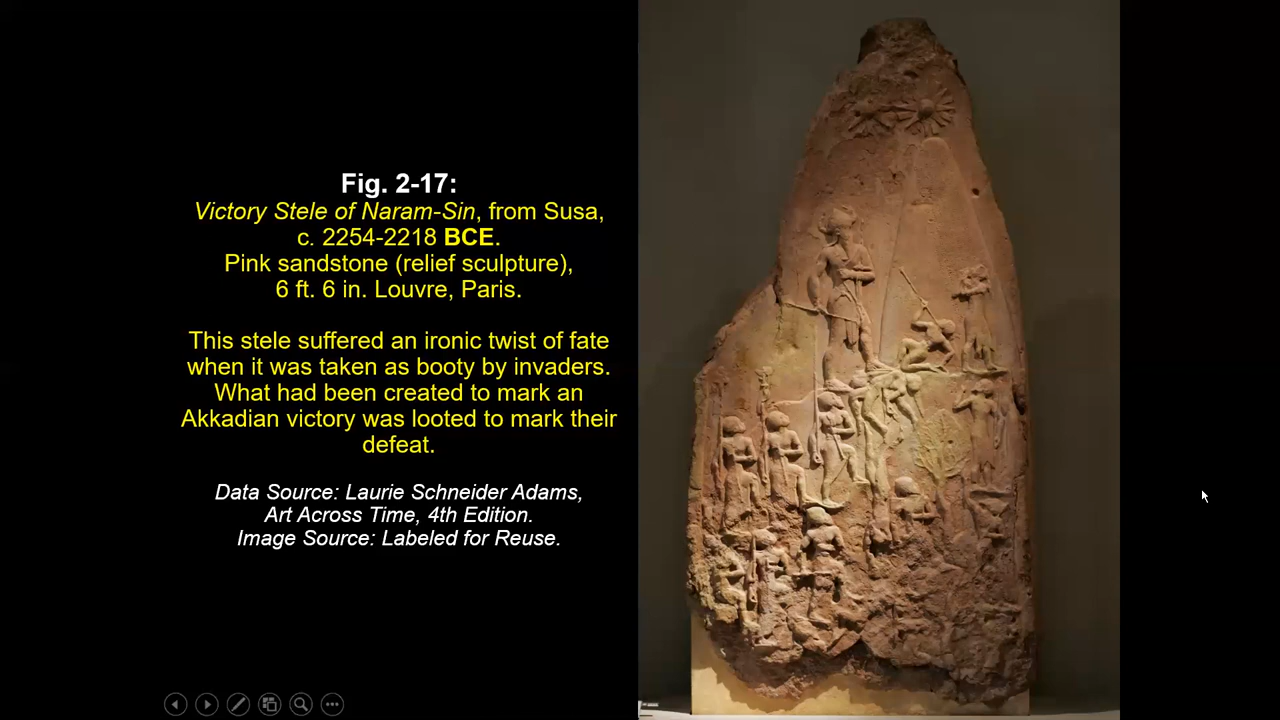 Fig. 2-17:
Victory Stele of Naram-Sin, from Susa,
c. 2254-2218 BCE.
Pink sandstone (relief sculpture),
6 ft. 6 in. Louvre, Paris.
This stele suffered an ironic twist of fate
when it was taken as booty by invaders.
What had been created to mark an
Akkadian victory was looted to mark their
defeat.
Data Source: Laurie Schneider Adams,
Art Across Time, 4th Edition.
Image Source: Labeled for Reuse.